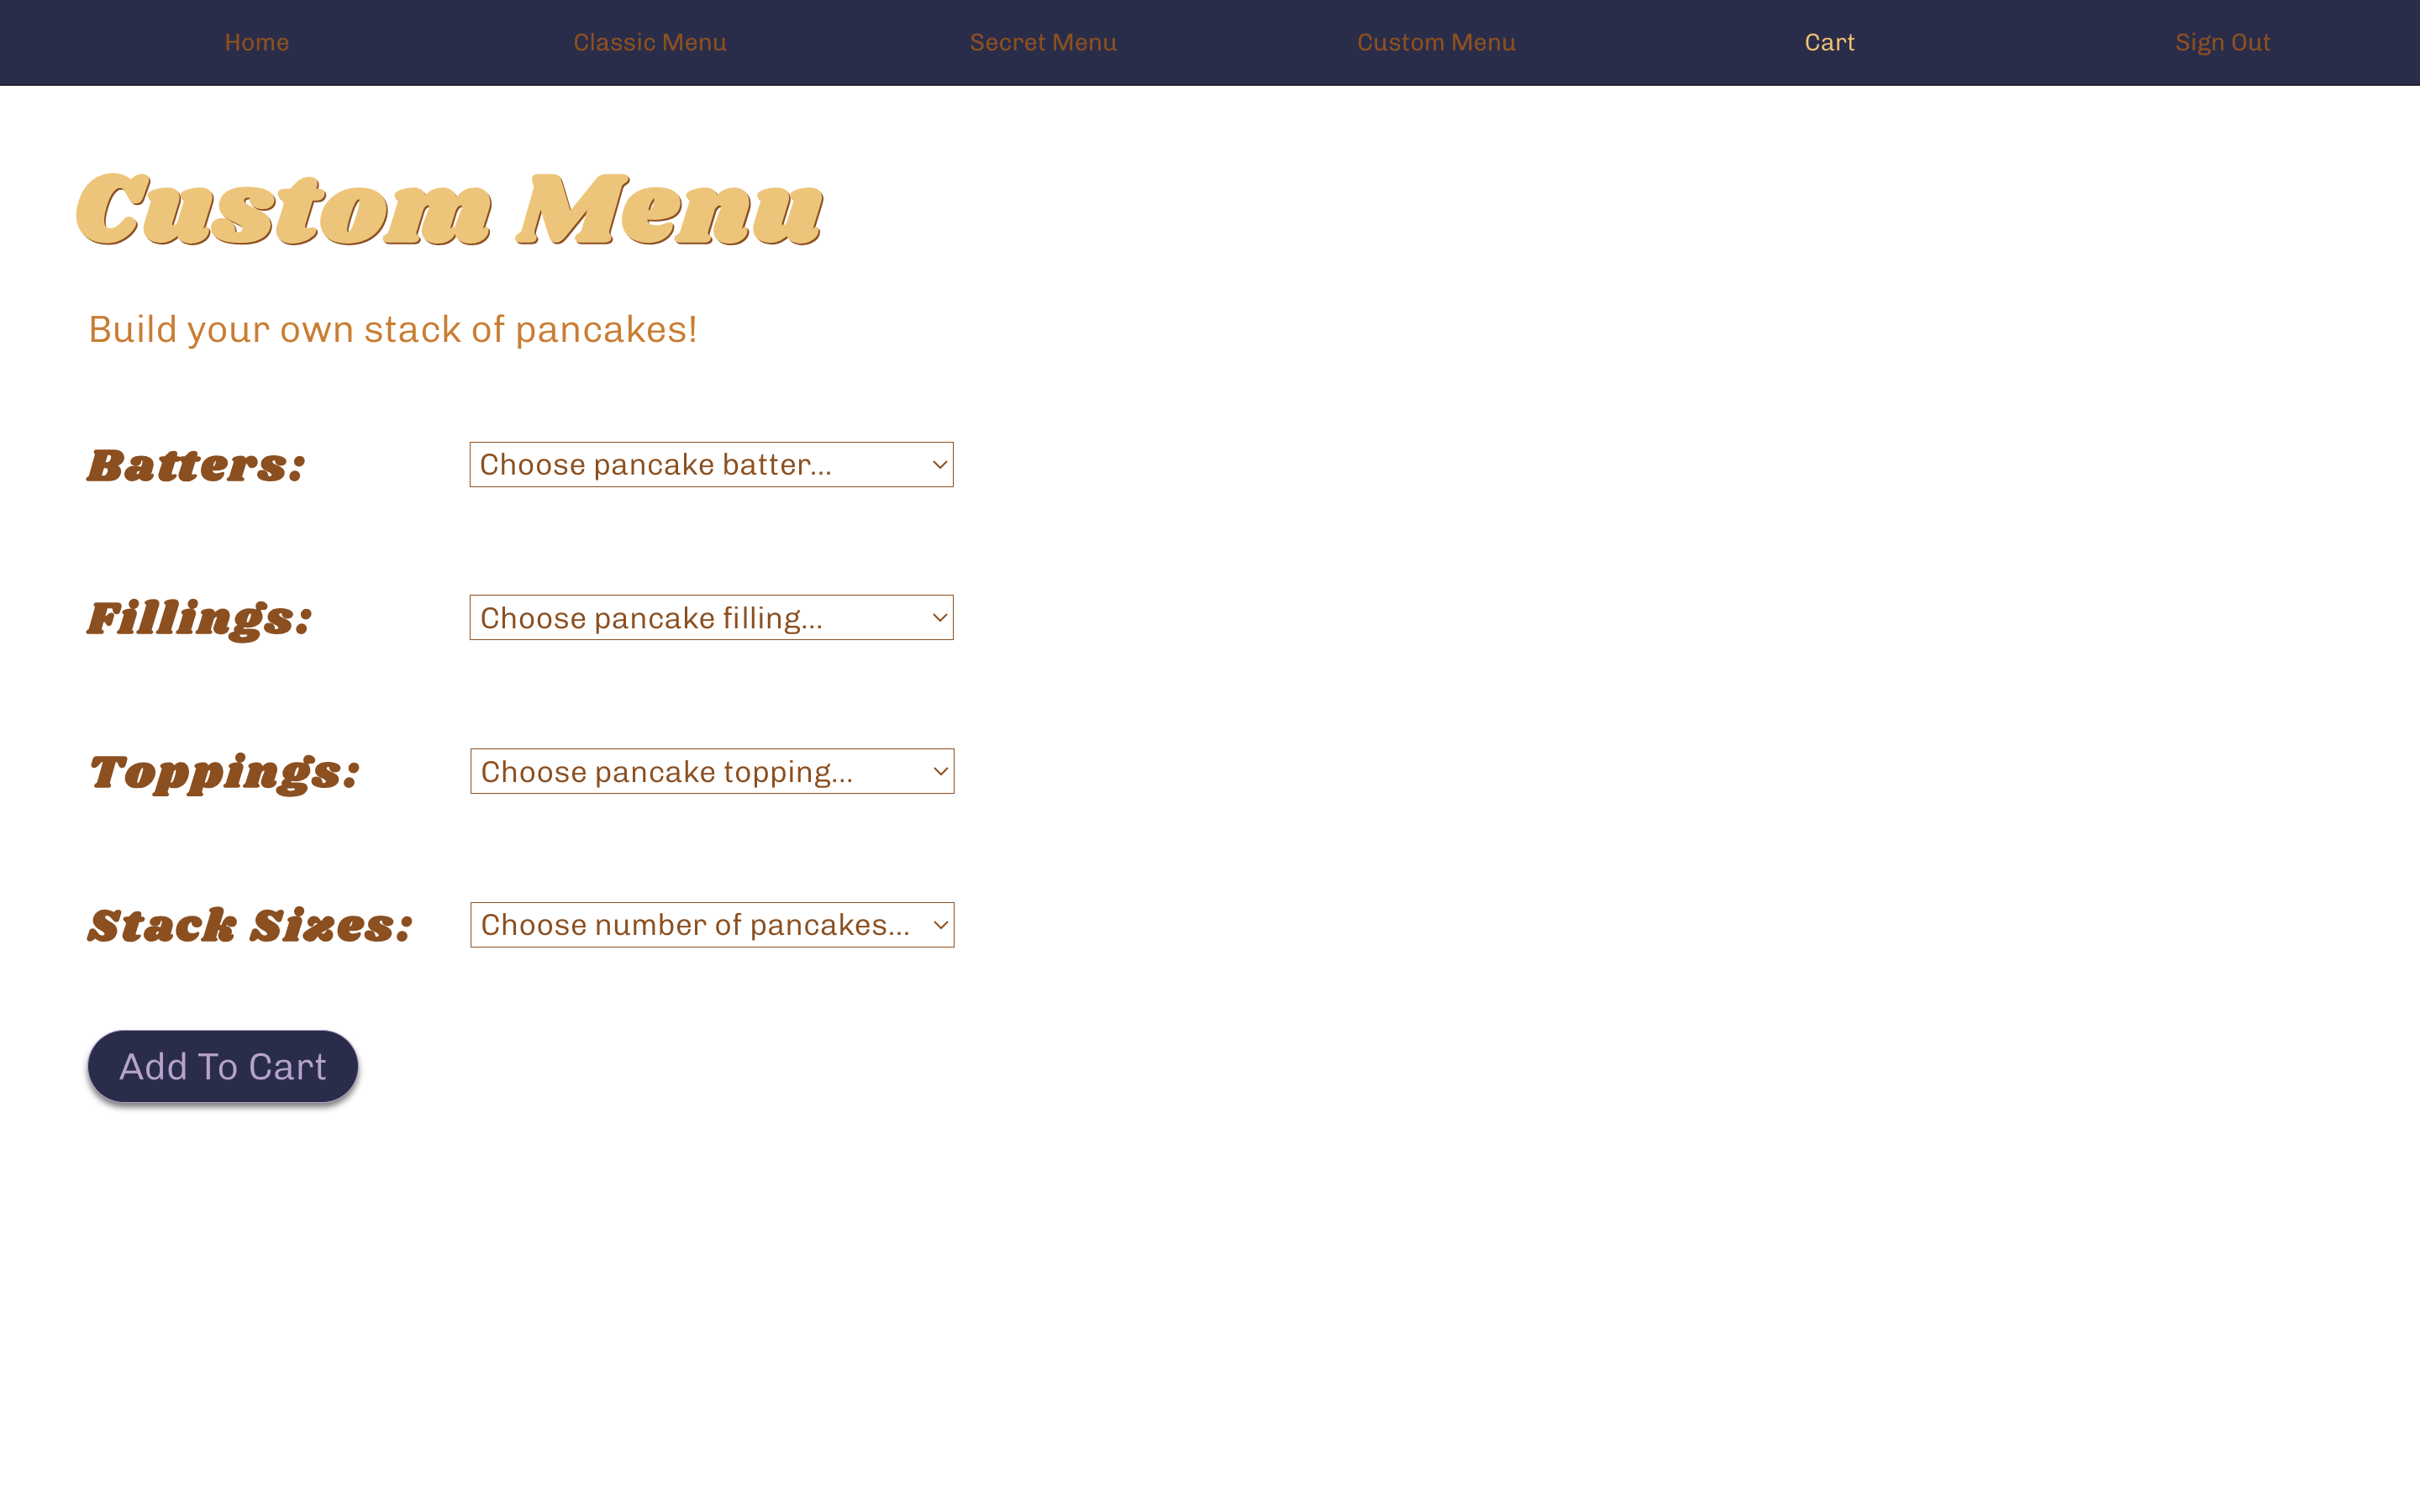 Home Classic Menu Secret Menu Custom Menu Cart Sign Out
Custom Menu
Build your own stack of pancakes!
Batters: Choose pancake batter...
Fillings: Choose pancake filling...
Toppings: Choose pancake topping...
Stack Sizes: Choose number of pancakes...
Add To Cart